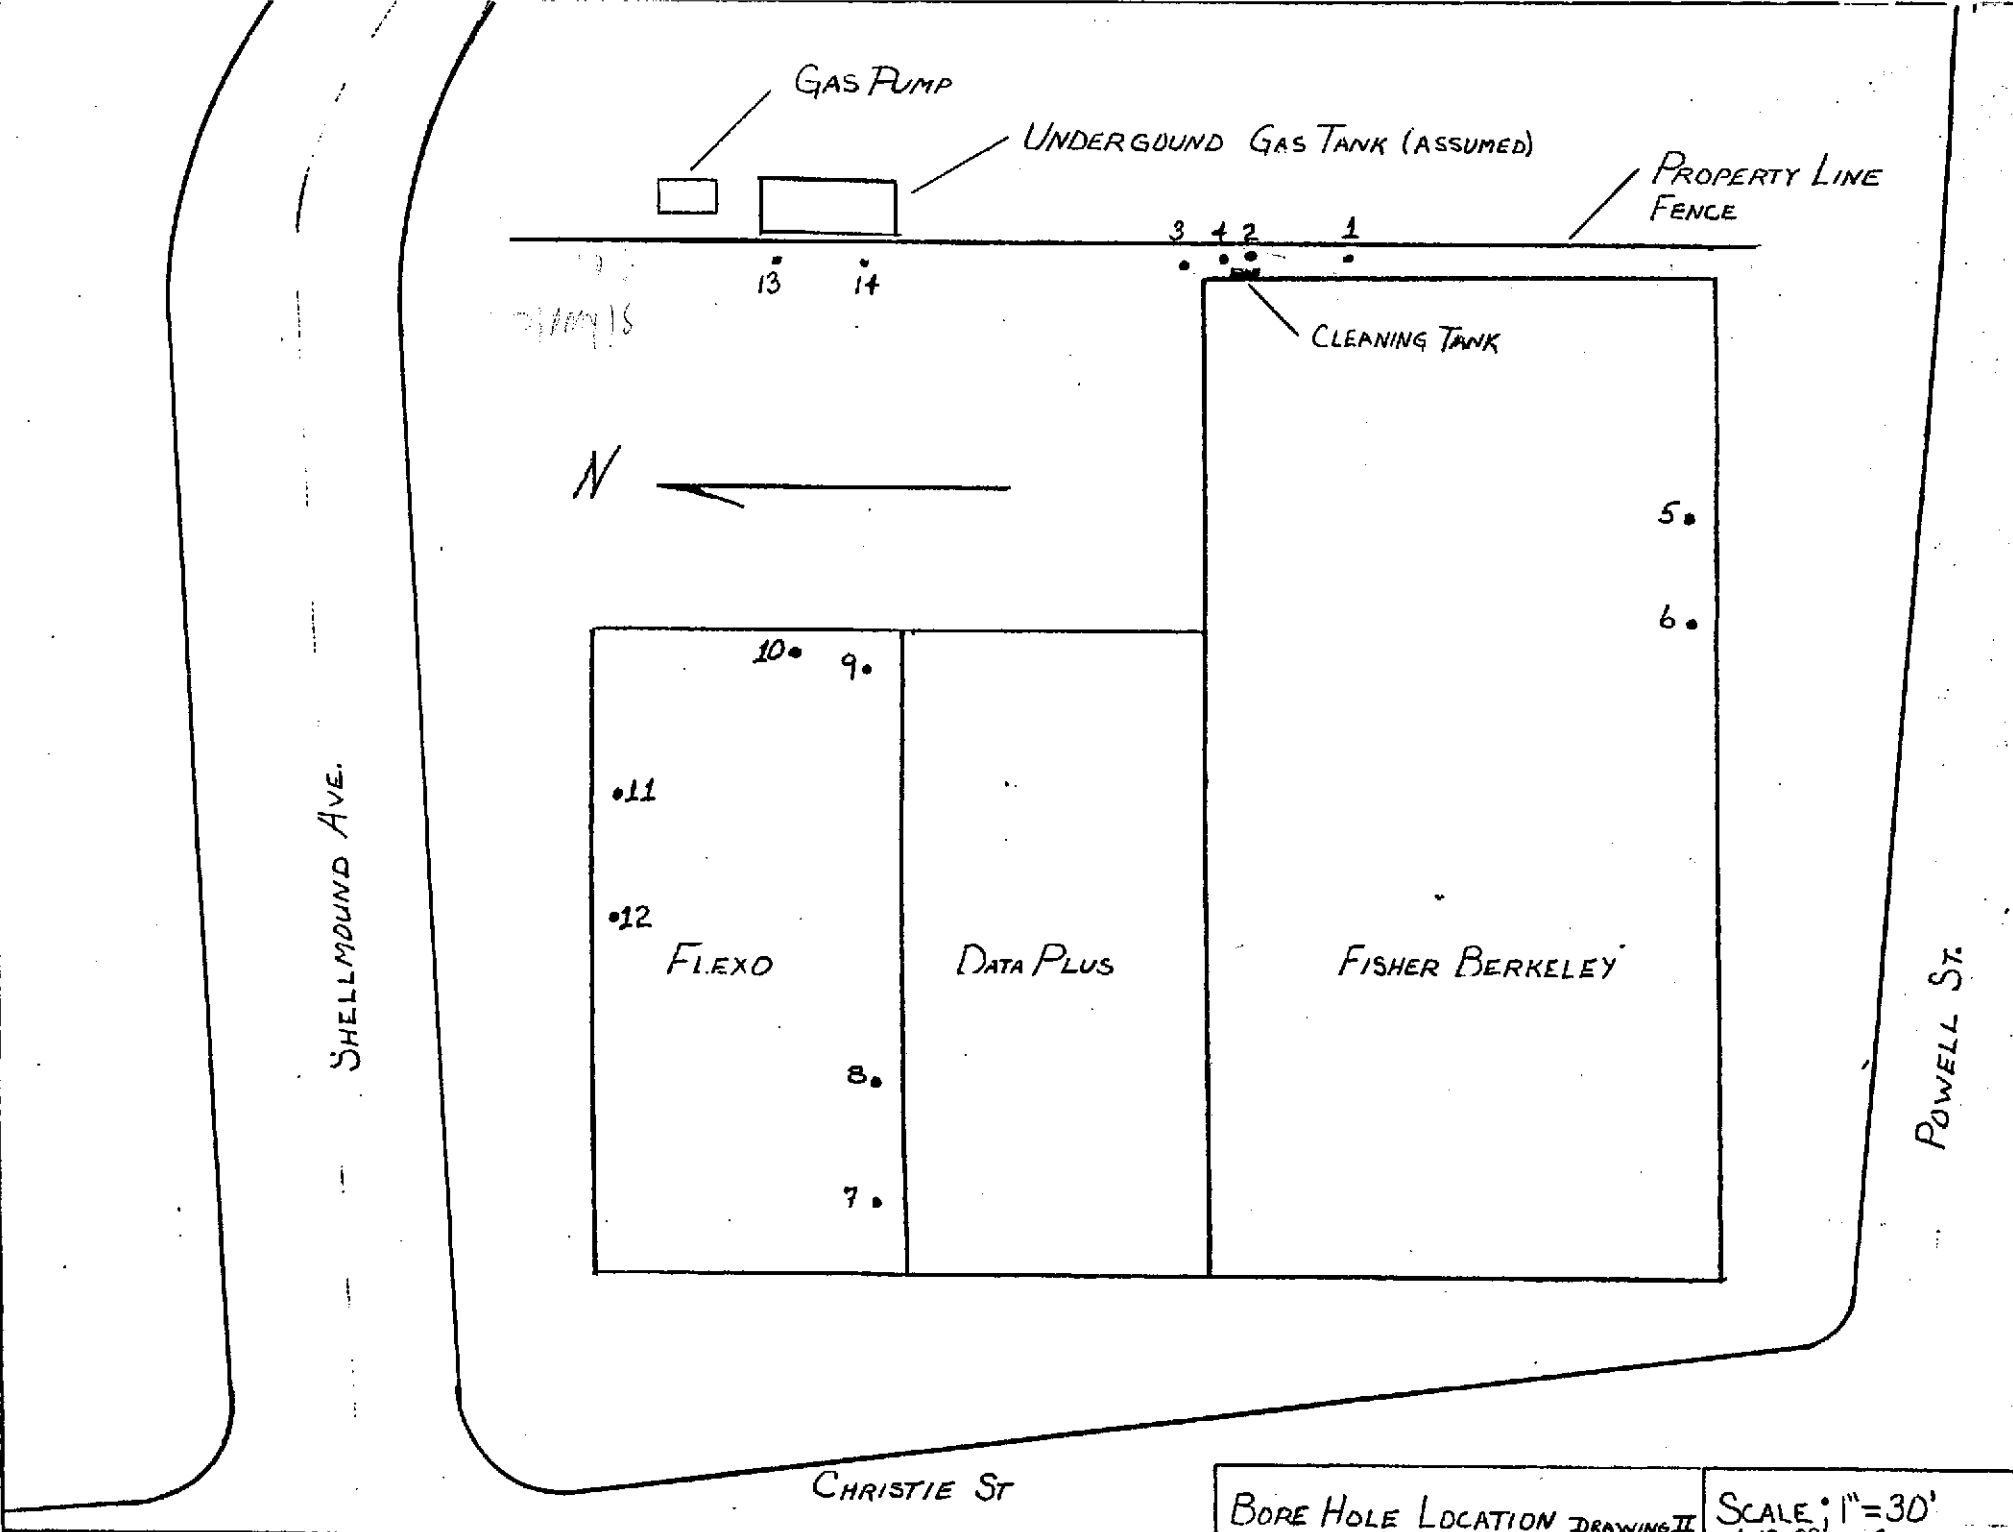 GAS PUMP
UNDERGOUND GAS TANK (ASSUMED)
PROPERTY LINE
FENCE
3 4 2 1
13 14
CLEANING TANK
N
5
6
10 9
11
12
SHELLMOUND AVE.
FLEXO
DATA PLUS
FISHER BERKELEY
8
7
POWELL ST.
CHRISTIE ST
BORE HOLE LOCATION DRAWING II
SCALE; 1"=30'